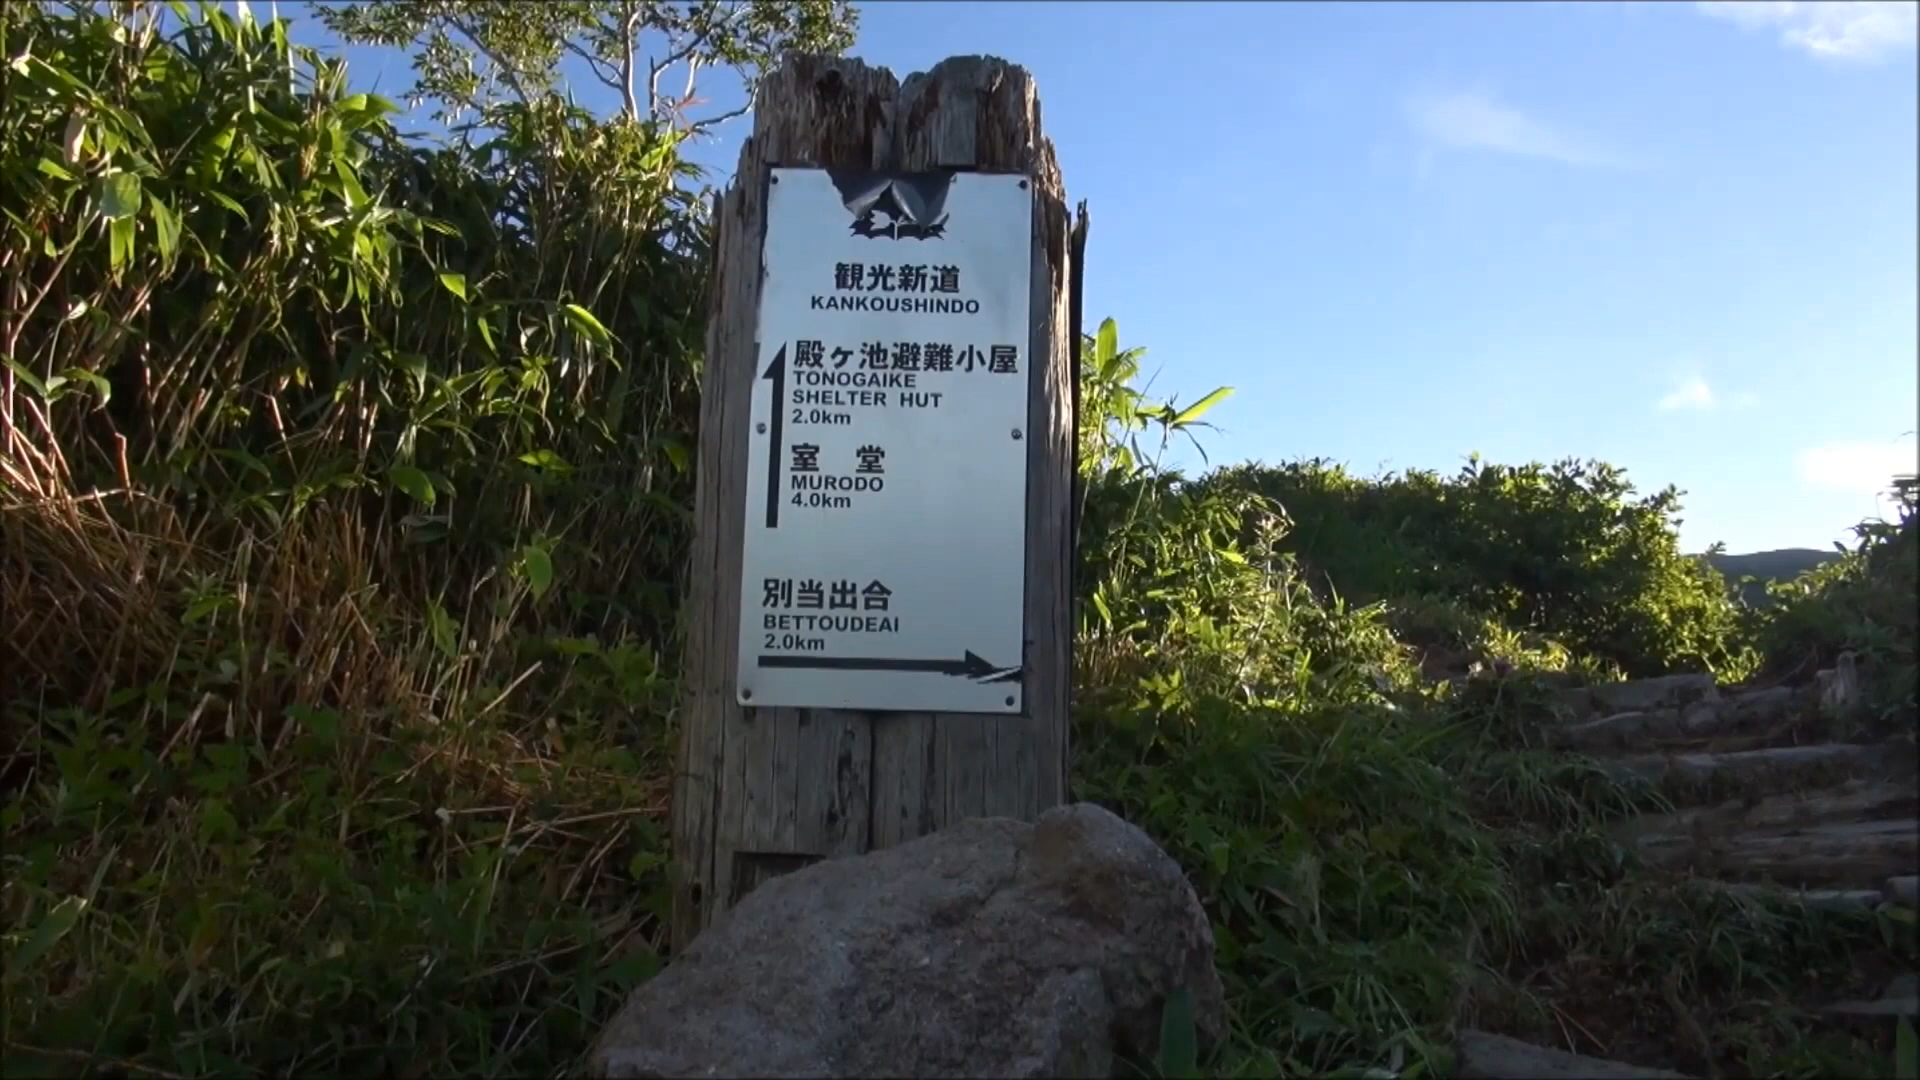 観光新道
KANKOUSHINDO
殿ヶ池避難小屋
TONOGAIKE
SHELTER HUT
2.0km
室 堂
MURODO
4.0km
別当出合
BETTOUDEAI
2.0km